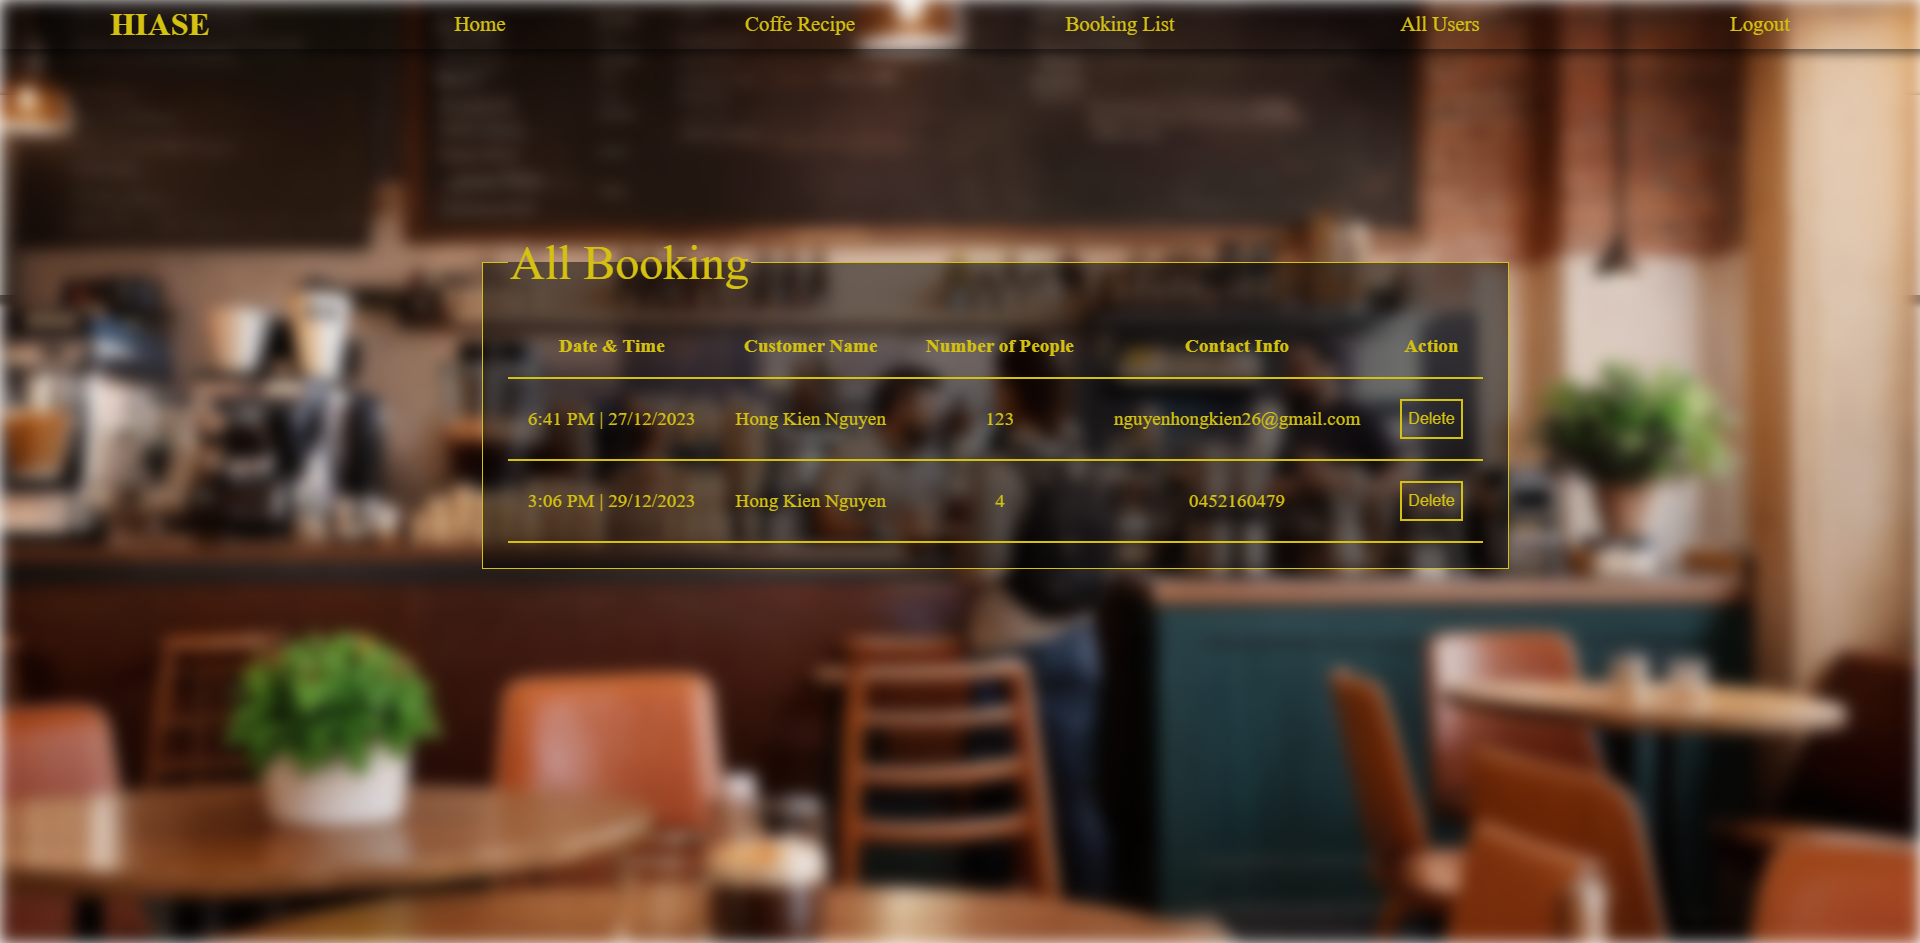 HIASE Home Coffe Recipe Booking List All Users Logout
All Booking
Date & Time Customer Name Number of People Contact Info Action
6:41 PM | 27/12/2023 Hong Kien Nguyen 123 nguyenhongkien26@gmail.com Delete
3:06 PM | 29/12/2023 Hong Kien Nguyen 4 0452160479 Delete